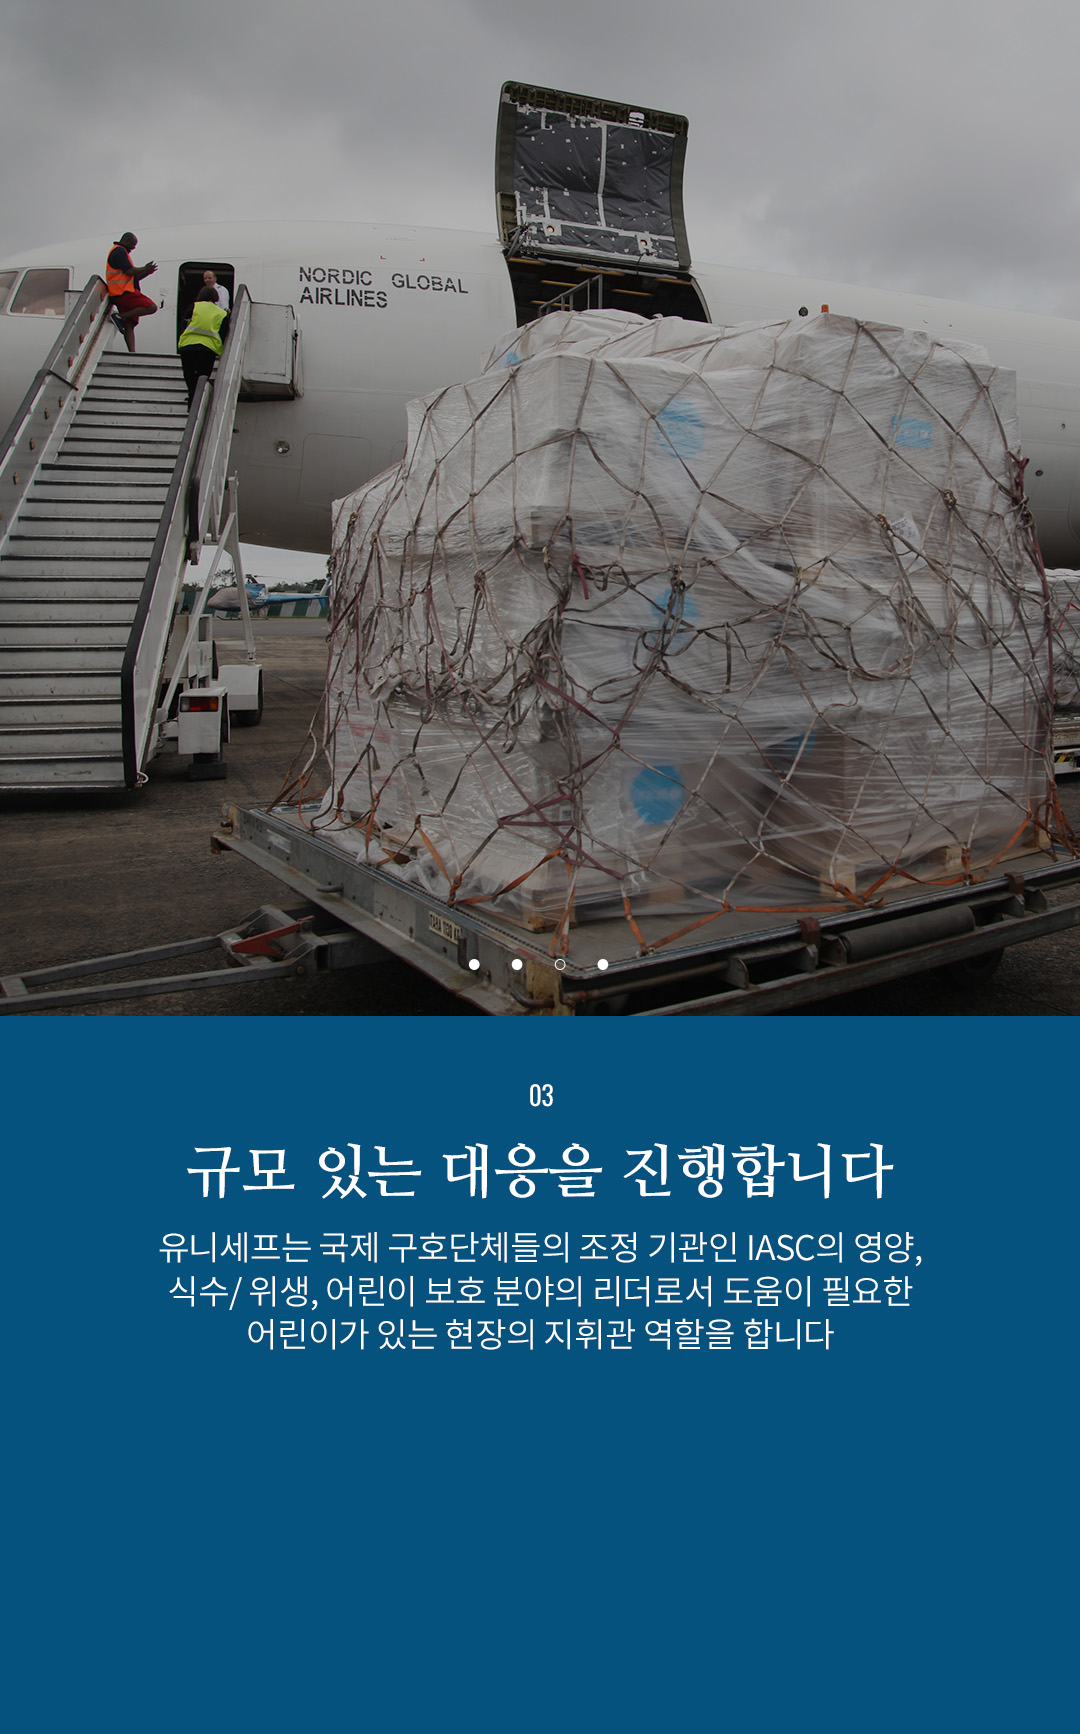 NORDIC GLOBAL
AIRLINES
03
규모 있는 대응을 진행합니다
유니세프는 국제 구호단체들의 조정 기관인 IASC의 영양,
식수/ 위생, 어린이 보호 분야의 리더로서 도움이 필요한
어린이가 있는 현장의 지휘관 역할을 합니다